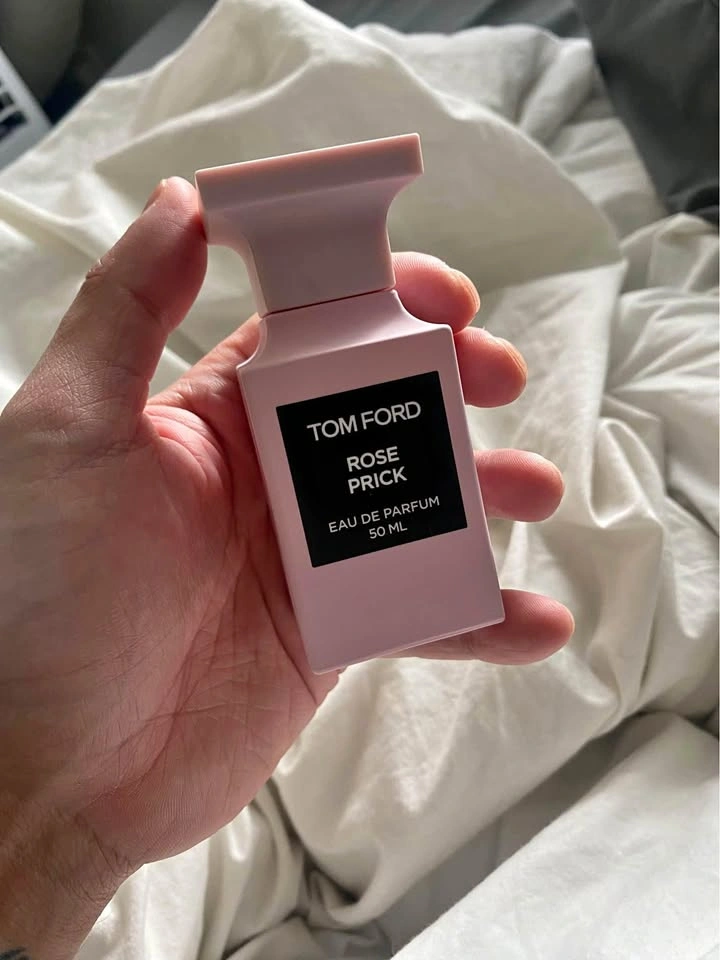 TOM FORD
ROSE
PRICK
EAU DE PARFUM
50 ML